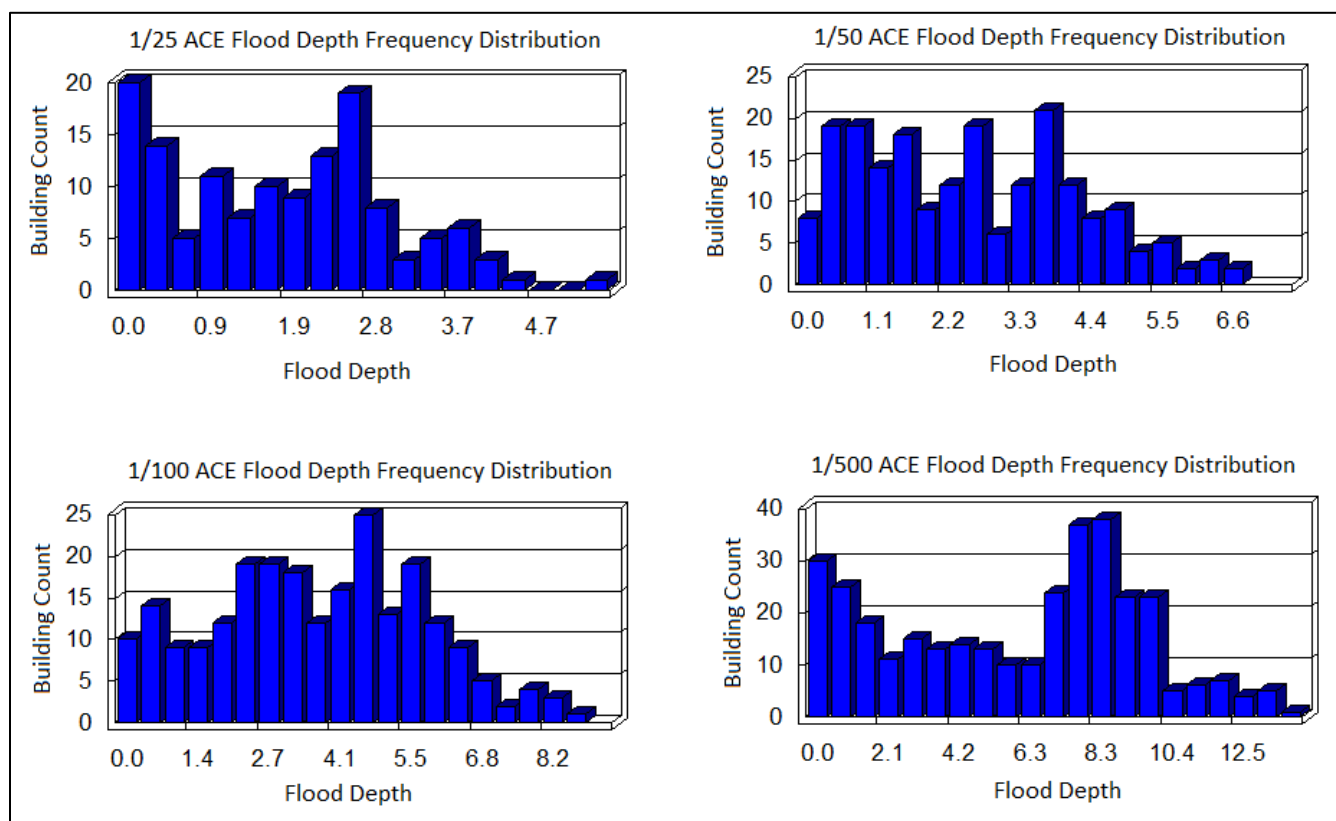 1/25 ACE Flood Depth Frequency Distribution
20
15
10
5
0
Building Count
0.0 0.9 1.9 2.8 3.7 4.7
Flood Depth
1/50 ACE Flood Depth Frequency Distribution
25
20
15
10
5
0
Building Count
0.0 1.1 2.2 3.3 4.4 5.5 6.6
Flood Depth
1/100 ACE Flood Depth Frequency Distribution
25
20
15
10
5
0
Building Count
0.0 1.4 2.7 4.1 5.5 6.8 8.2
Flood Depth
1/500 ACE Flood Depth Frequency Distribution
40
30
20
10
0
Building Count
0.0 2.1 4.2 6.3 8.3 10.4 12.5
Flood Depth